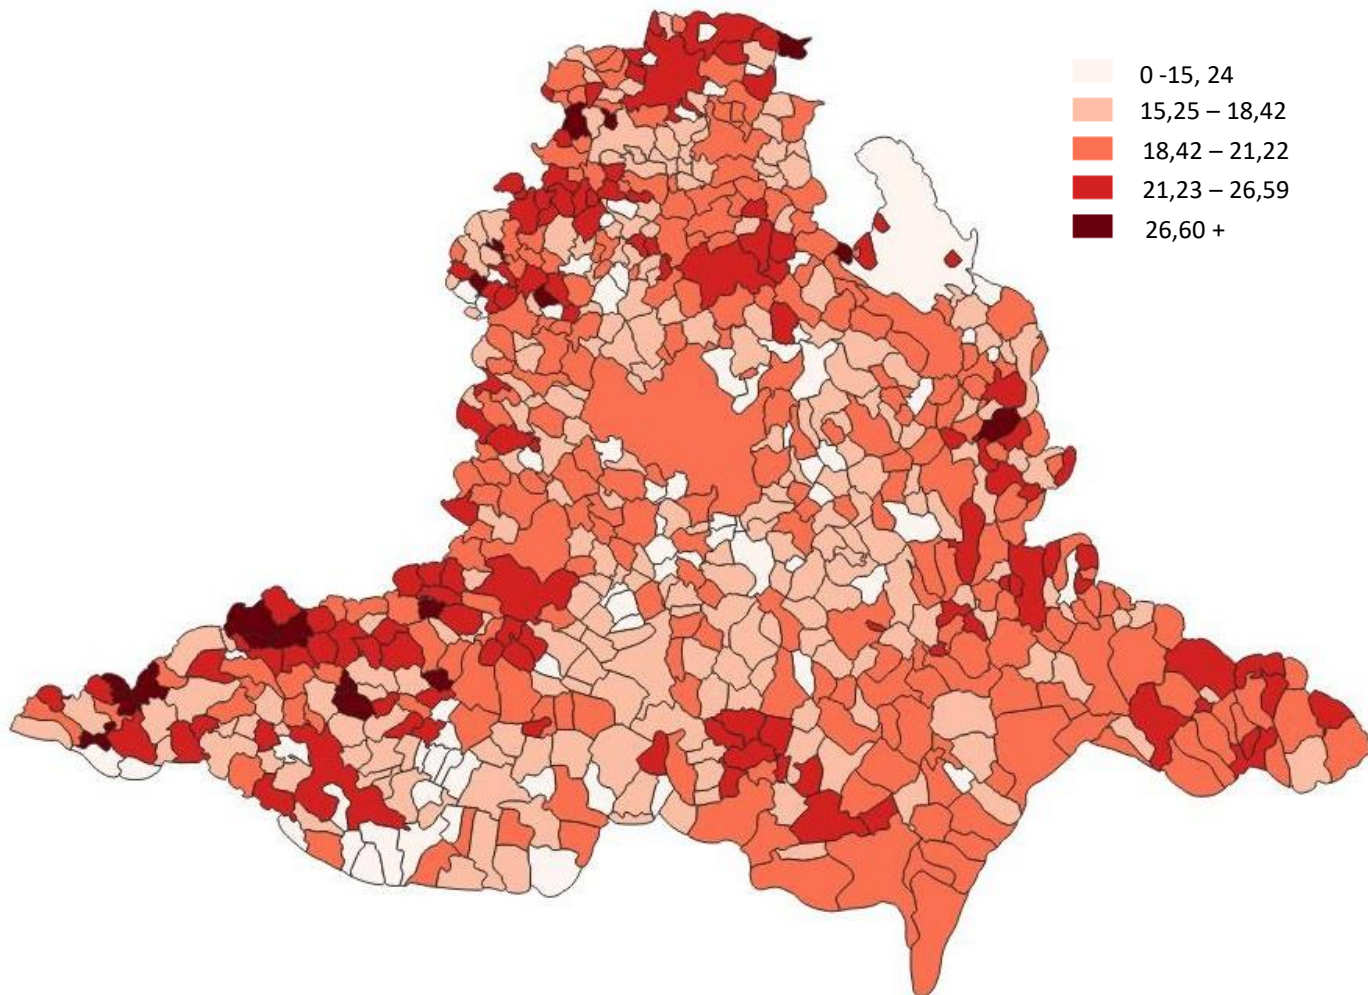 0 -15, 24
15,25 – 18,42
18,42 – 21,22
21,23 – 26,59
26,60 +